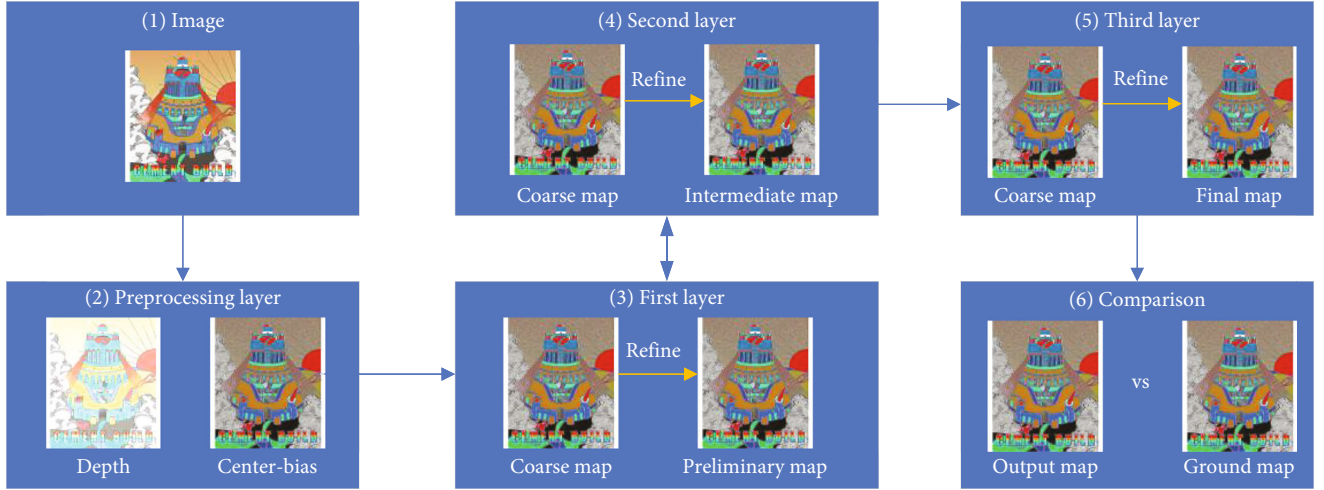 (1) Image
(2) Preprocessing layer
Depth
Center-bias
(3) First layer
Refine
Coarse map
Preliminary map
(4) Second layer
Refine
Coarse map
Intermediate map
(5) Third layer
Refine
Coarse map
Final map
(6) Comparison
vs
Output map
Ground map